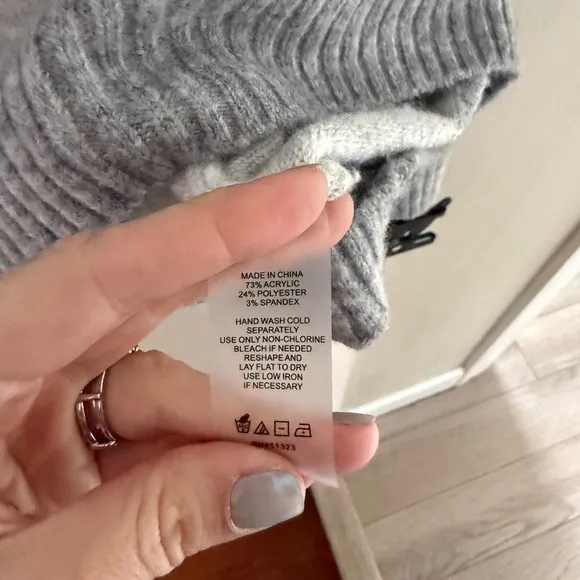 MADE IN CHINA
73% ACRYLIC
24% POLYESTER
3% SPANDEX
HAND WASH COLD
SEPARATELY
USE ONLY NON-CHLORINE
BLEACH IF NEEDED
RESHAPE AND
LAY FLAT TO DRY
USE LOW IRON
IF NECESSARY